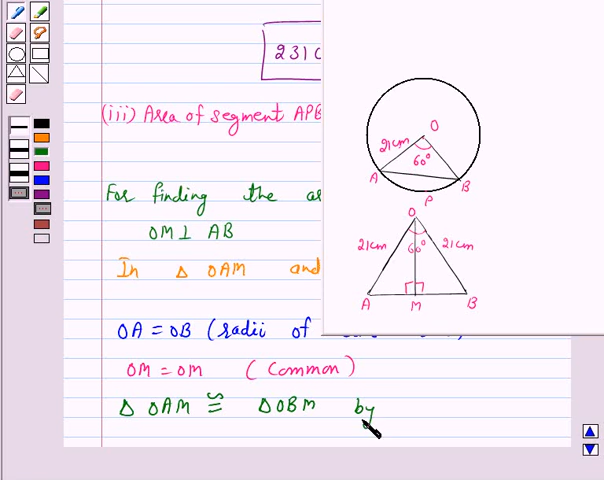 231 C
(iii) Area of segment APB
For finding the
OM ⊥ AB
In Δ OAM and
OA = OB (radii of
OM = OM (Common)
Δ OAM ≅ Δ OBM by
O
21cm
60°
A
B
P
O
21cm
60°
21cm
A
M
B